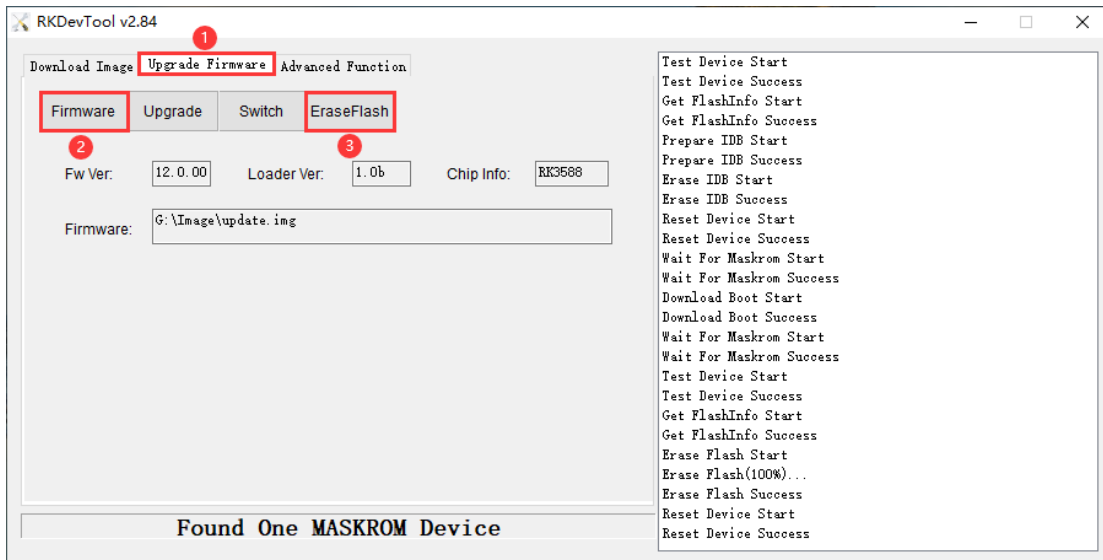 RKDevTool v2.84
1
Download Image Upgrade Firmware Advanced Function
Firmware Upgrade Switch EraseFlash
2 3
Fw Ver: 12.0.00 Loader Ver: 1.0b Chip Info: RK3588
Firmware: G:\Image\update.img
Found One MASKROM Device
Test Device Start
Test Device Success
Get FlashInfo Start
Get FlashInfo Success
Prepare IDB Start
Prepare IDB Success
Erase IDB Start
Erase IDB Success
Reset Device Start
Reset Device Success
Wait For Maskrom Start
Wait For Maskrom Success
Download Boot Start
Download Boot Success
Wait For Maskrom Start
Wait For Maskrom Success
Test Device Start
Test Device Success
Get FlashInfo Start
Get FlashInfo Success
Erase Flash Start
Erase Flash(100%)...
Erase Flash Success
Reset Device Start
Reset Device Success